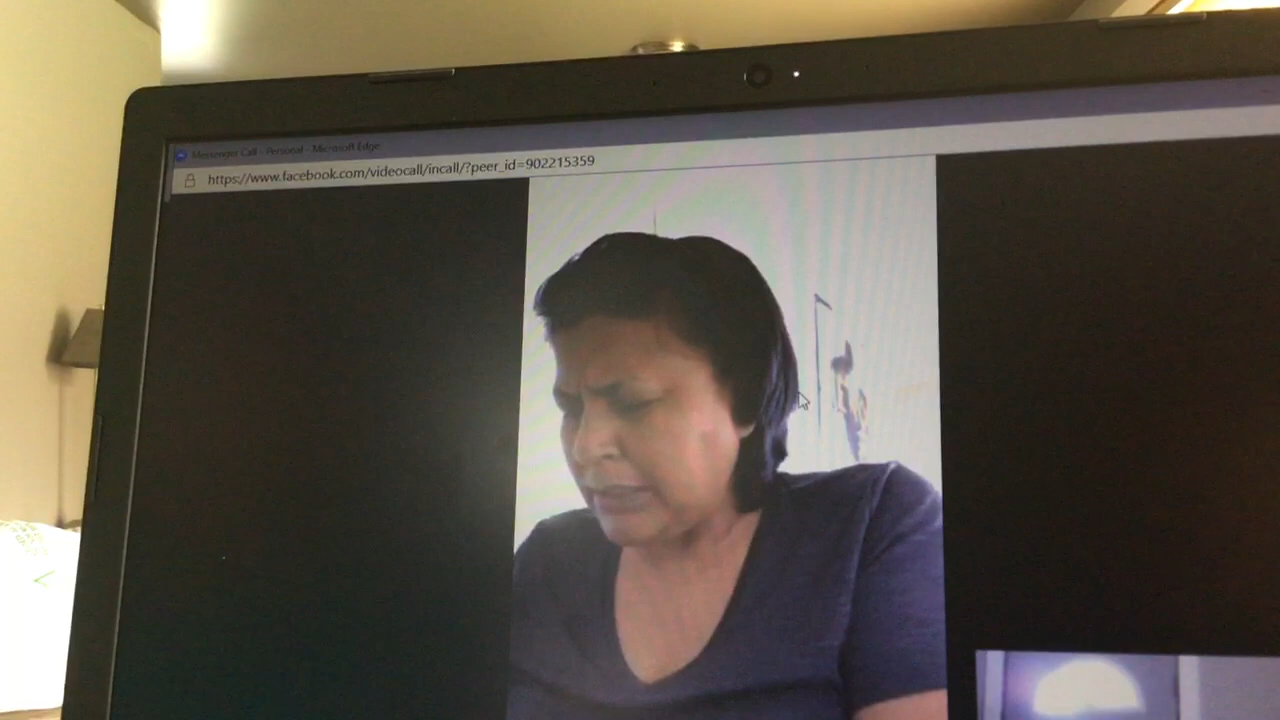 Messenger Call - Personal - Microsoft Edge
https://www.facebook.com/videocall/incall/?peer_id=902215359